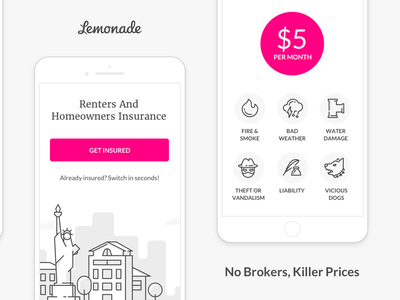 Lemonade
Renters And
Homeowners Insurance
GET INSURED
Already insured? Switch in seconds!
$5
PER MONTH
FIRE &
SMOKE
BAD
WEATHER
WATER
DAMAGE
THEFT OR
VANDALISM
LIABILITY
VICIOUS
DOGS
No Brokers, Killer Prices